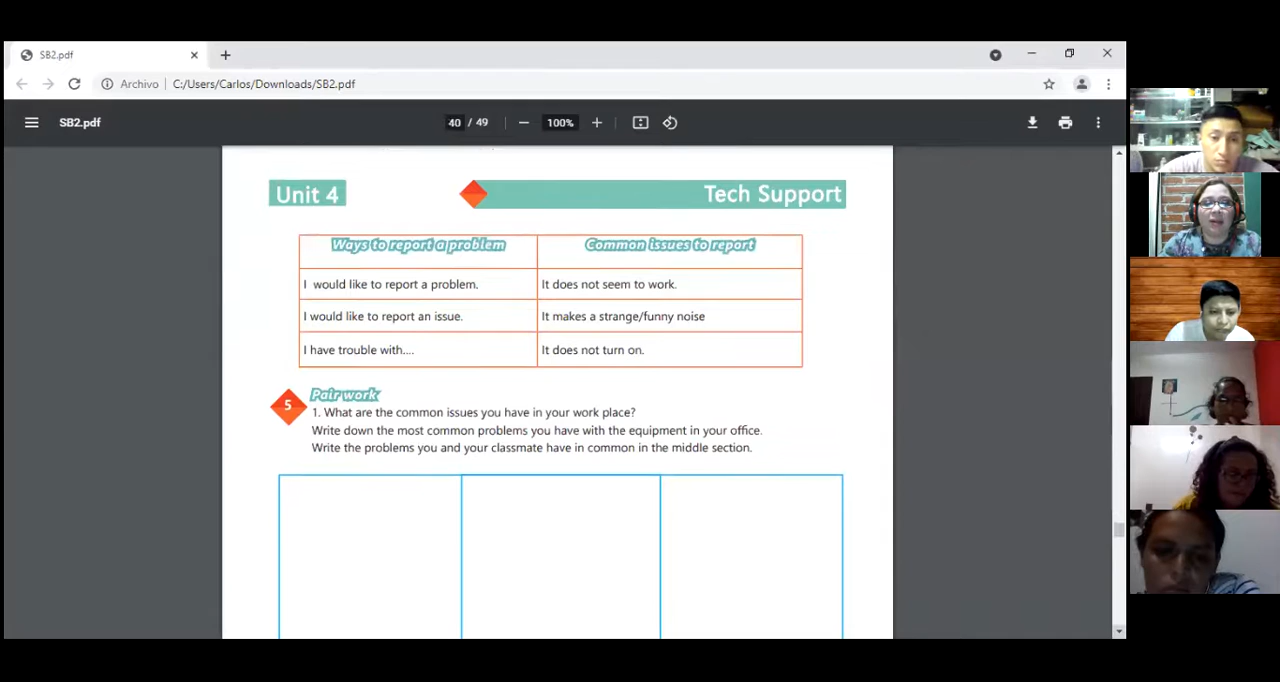 SB2.pdf
Archivo
C:/Users/Carlos/Downloads/SB2.pdf
SB2.pdf
40 / 49
100%
Unit 4
Tech Support
Ways to report a problem
Common issues to report
I would like to report a problem.
It does not seem to work.
I would like to report an issue.
It makes a strange/funny noise
I have trouble with....
It does not turn on.
5
Pair work
1. What are the common issues you have in your work place?
Write down the most common problems you have with the equipment in your office.
Write the problems you and your classmate have in common in the middle section.